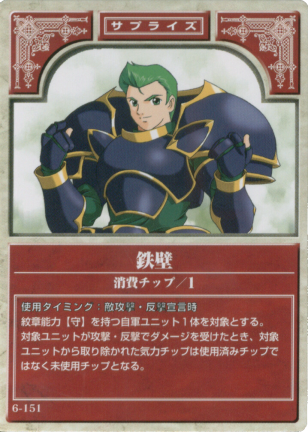 サプライズ
鉄壁
消費チップ／1
使用タイミング：敵攻撃・反撃宣言時
紋章能力【守】を持つ自軍ユニット1体を対象とする。
対象ユニットが攻撃・反撃でダメージを受けたとき、対象
ユニットから取り除かれた気力チップは使用済みチップで
はなく未使用チップとなる。
6-151